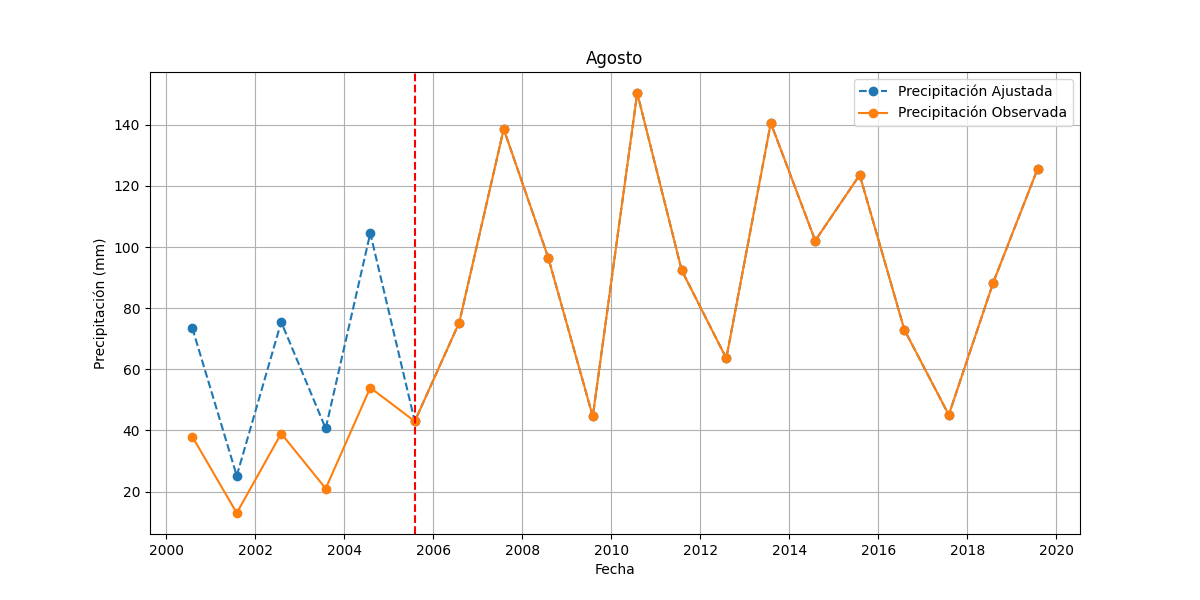 Agosto
Precipitación Ajustada
Precipitación Observada
Precipitación (mm)
140
120
100
80
60
40
20
2000 2002 2004 2006 2008 2010 2012 2014 2016 2018 2020
Fecha